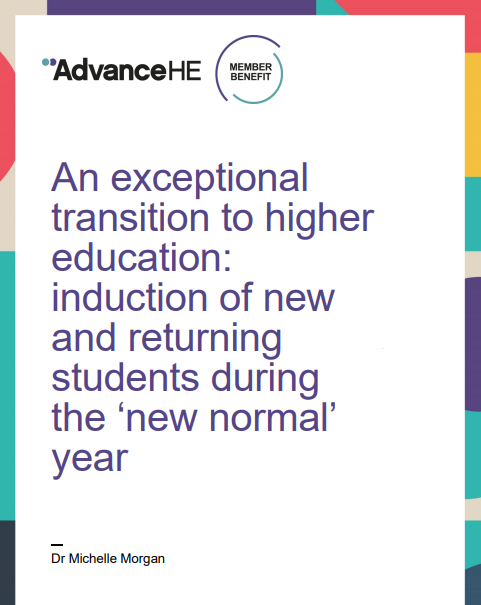 AdvanceHE
MEMBER
BENEFIT
An exceptional
transition to higher
education:
induction of new
and returning
students during
the ‘new normal’
year
Dr Michelle Morgan